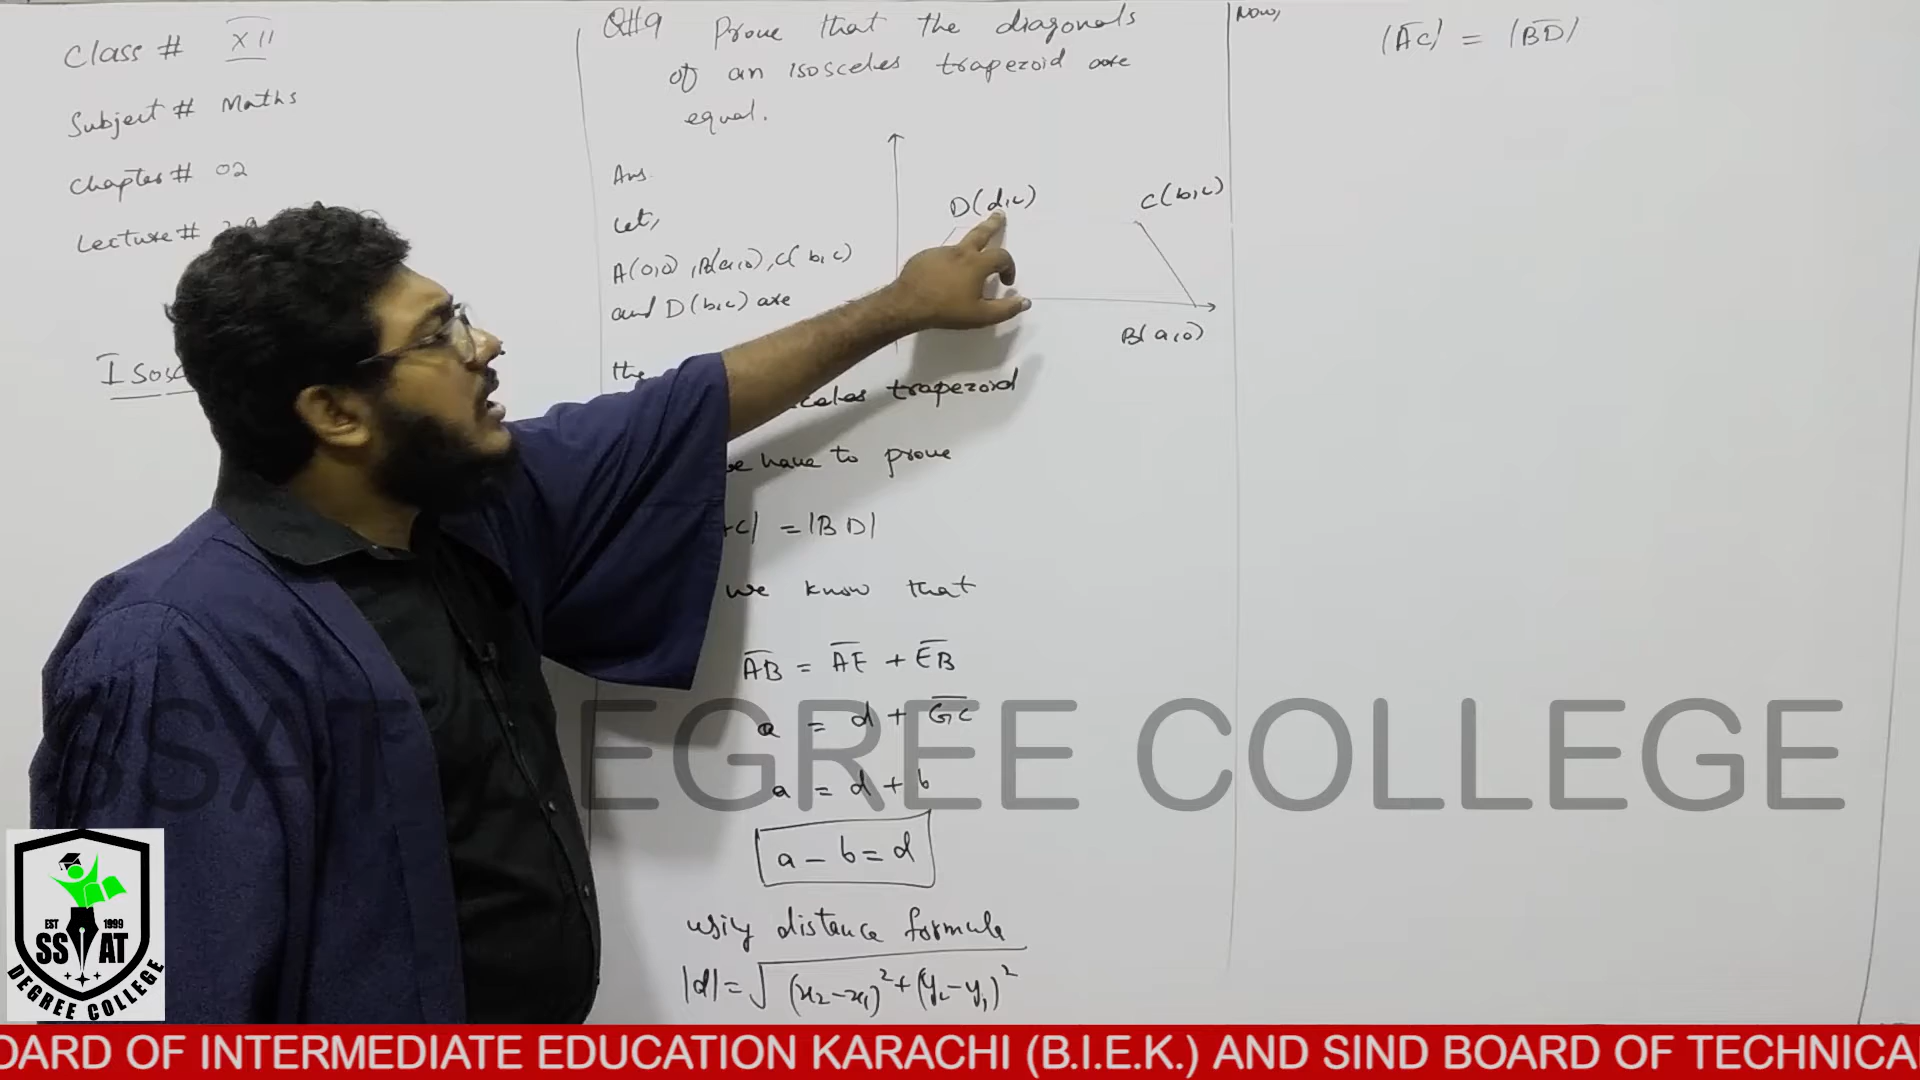 Class # XII
Subject # Maths
Chapter # 02
Lecture #
Q#9 Prove that the diagonals
of an isosceles trapezoid are
equal.
Ans.
Let,
A(0,0), B(a,0), C(b,c)
and D(b,c) are
the
trapezoid
have to prove
= |BD|
we know that
AB = AE + EB
a = d + GC
a = d + b
a - b = d
using distance formula
|d| = √(x₂-x₁)² + (y₂-y₁)²
D(d,c)
C(b,c)
B(a,0)
Now,
|AC| = |BD|
SSAT DEGREE COLLEGE
EST 1999
SSAT
DEGREE COLLEGE
OARD OF INTERMEDIATE EDUCATION KARACHI (B.I.E.K.) AND SIND BOARD OF TECHNICA